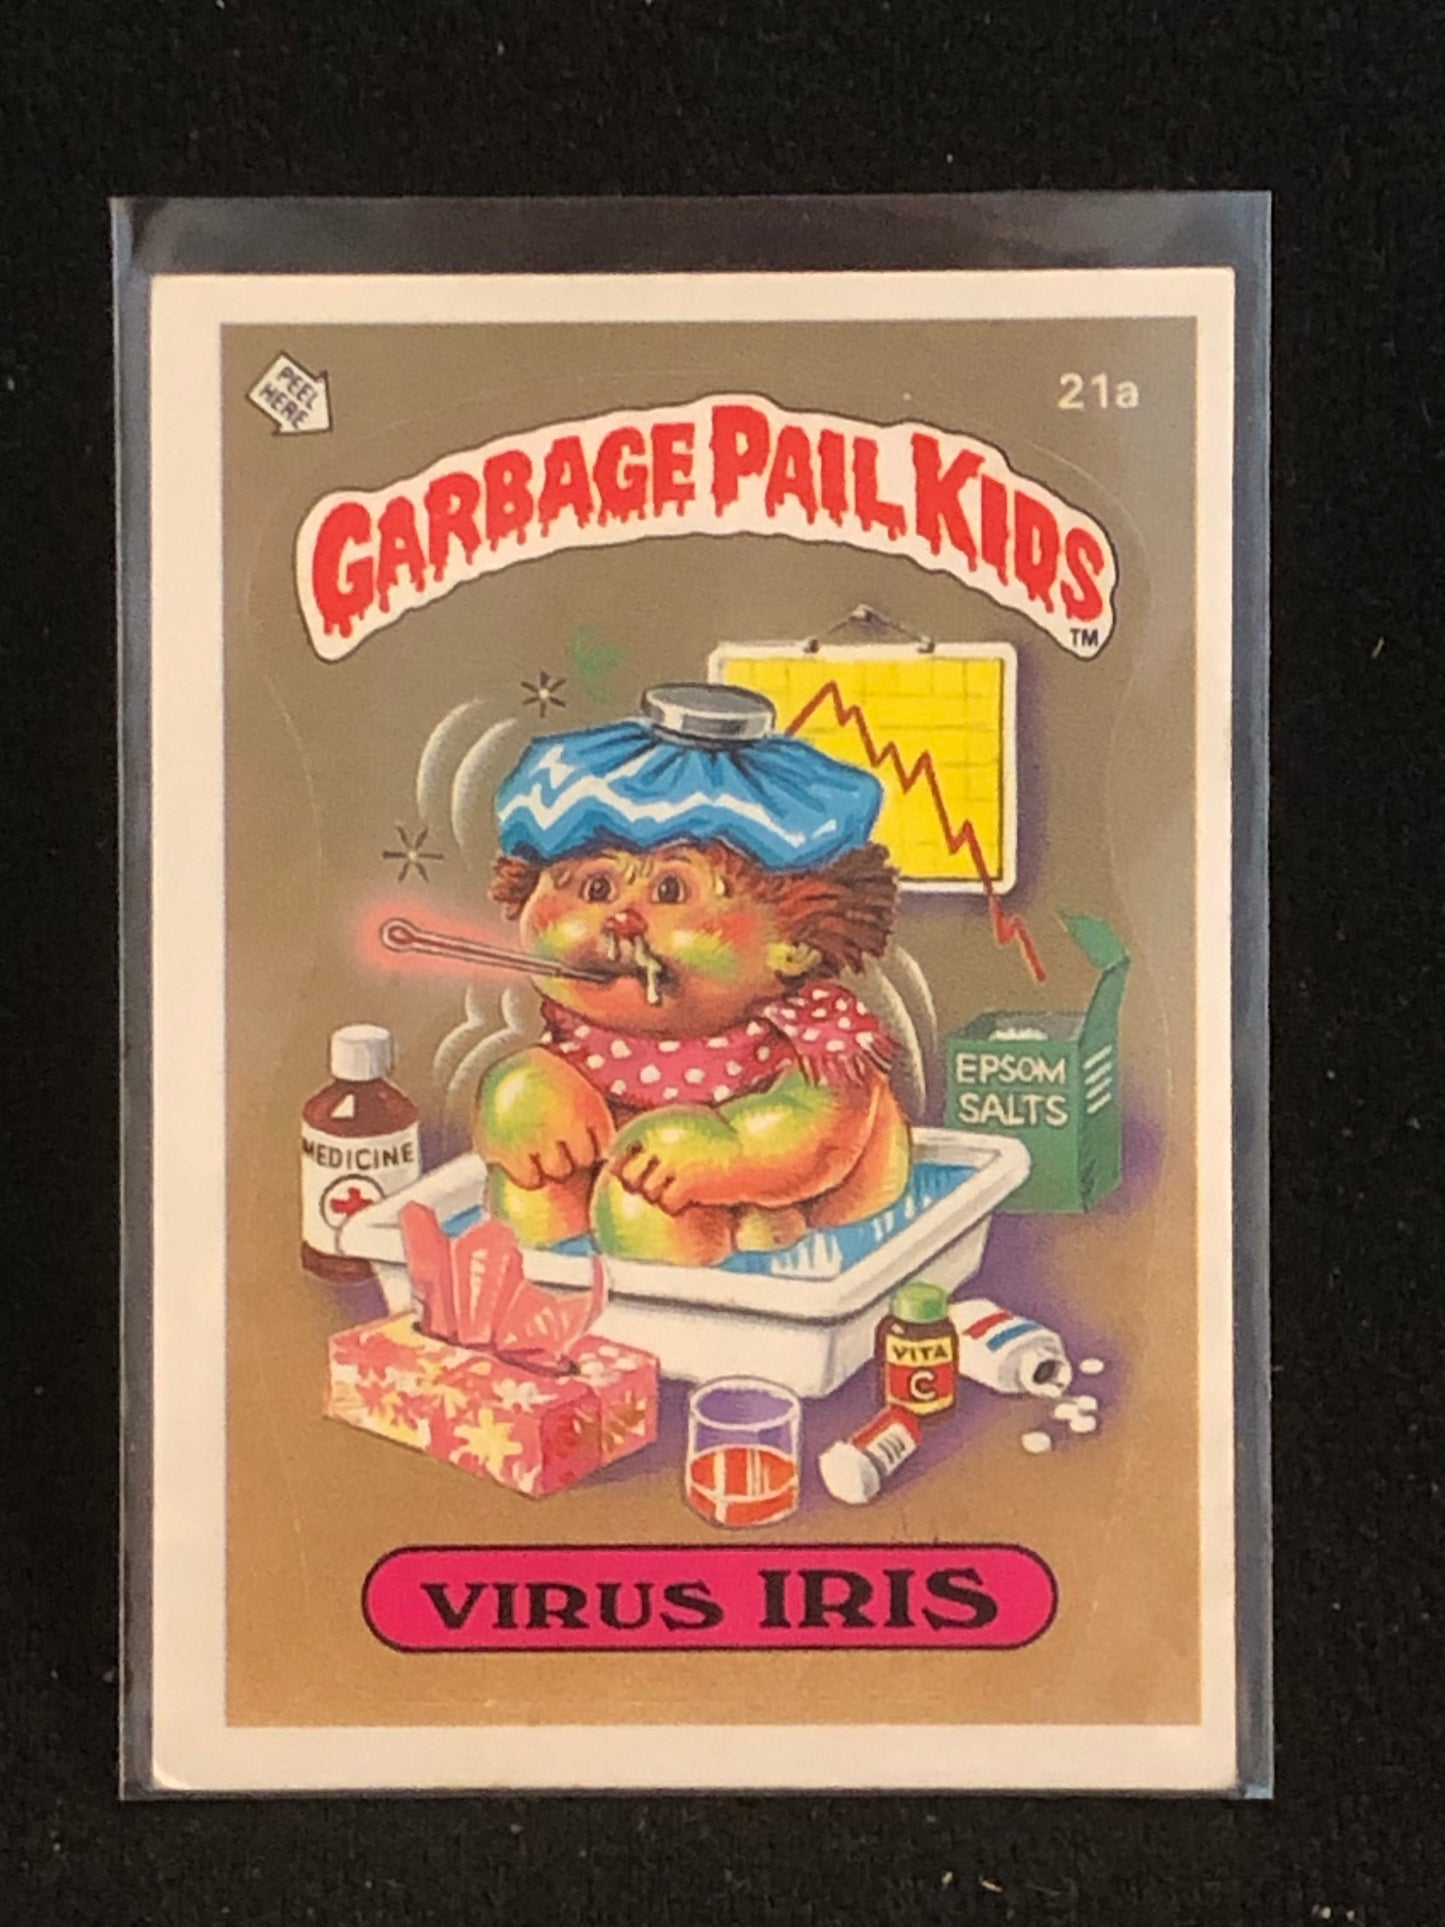 PEEL
HERE
21a
GARBAGE PAIL KIDS
TM
EPSOM
SALTS
MEDICINE
VITA
C
VIRUS IRIS